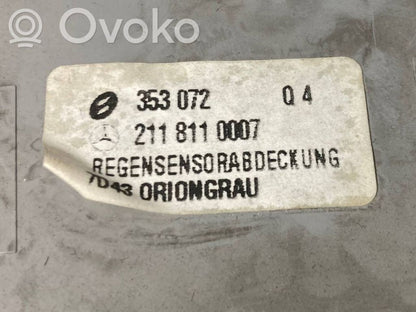 Ovoko
353 072 Q 4
211 811 0007
REGENSENSORABDECKUNG
7D43 ORIONGRAU